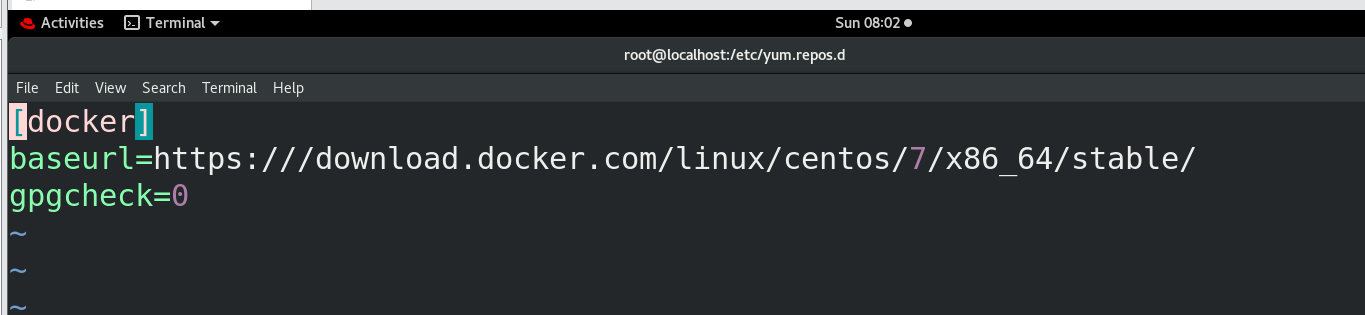 Activities Terminal Sun 08:02
root@localhost:/etc/yum.repos.d
File Edit View Search Terminal Help
[docker]
baseurl=https:///download.docker.com/linux/centos/7/x86_64/stable/
gpgcheck=0
~
~
~